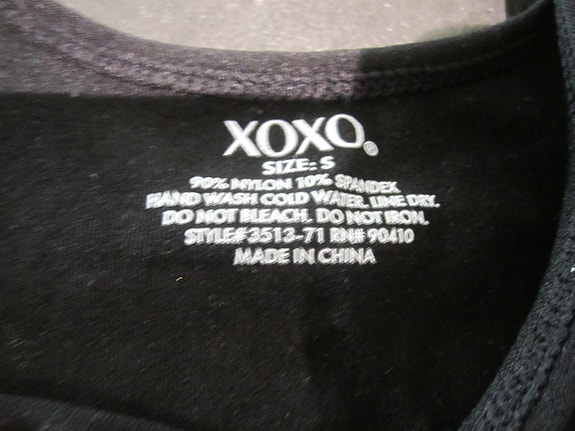 XOXO®
SIZE: S
90% NYLON 10% SPANDEX
HAND WASH COLD WATER. LINE DRY.
DO NOT BLEACH. DO NOT IRON.
STYLE# 3513-71 RN# 90410
MADE IN CHINA